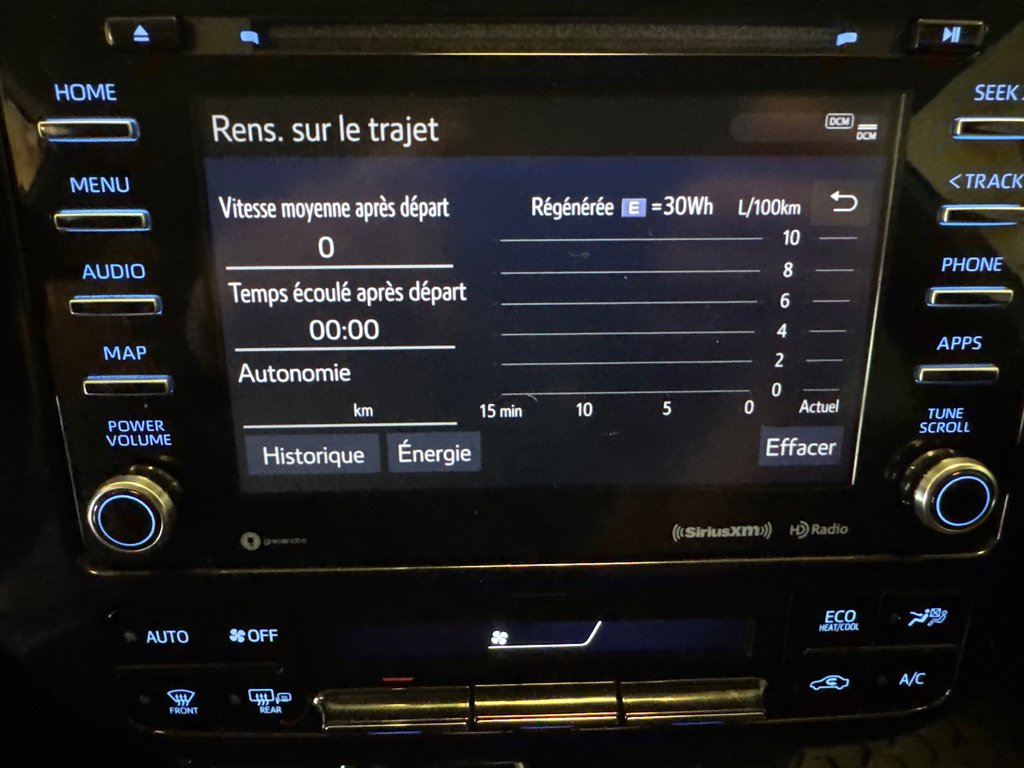 HOME
SEEK
Rens. sur le trajet
DCM
DCM
MENU
<TRACK
Vitesse moyenne après départ
Régénérée E =30Wh L/100km
0
10
AUDIO
8
PHONE
Temps écoulé après départ
6
00:00
4
MAP
2
APPS
Autonomie
0
km
15 min 10 5 0 Actuel
POWER
VOLUME
TUNE
SCROLL
Historique
Énergie
Effacer
gracenote
((SiriusXM))
HD Radio
AUTO
OFF
ECO
HEAT/COOL
FRONT
REAR
A/C